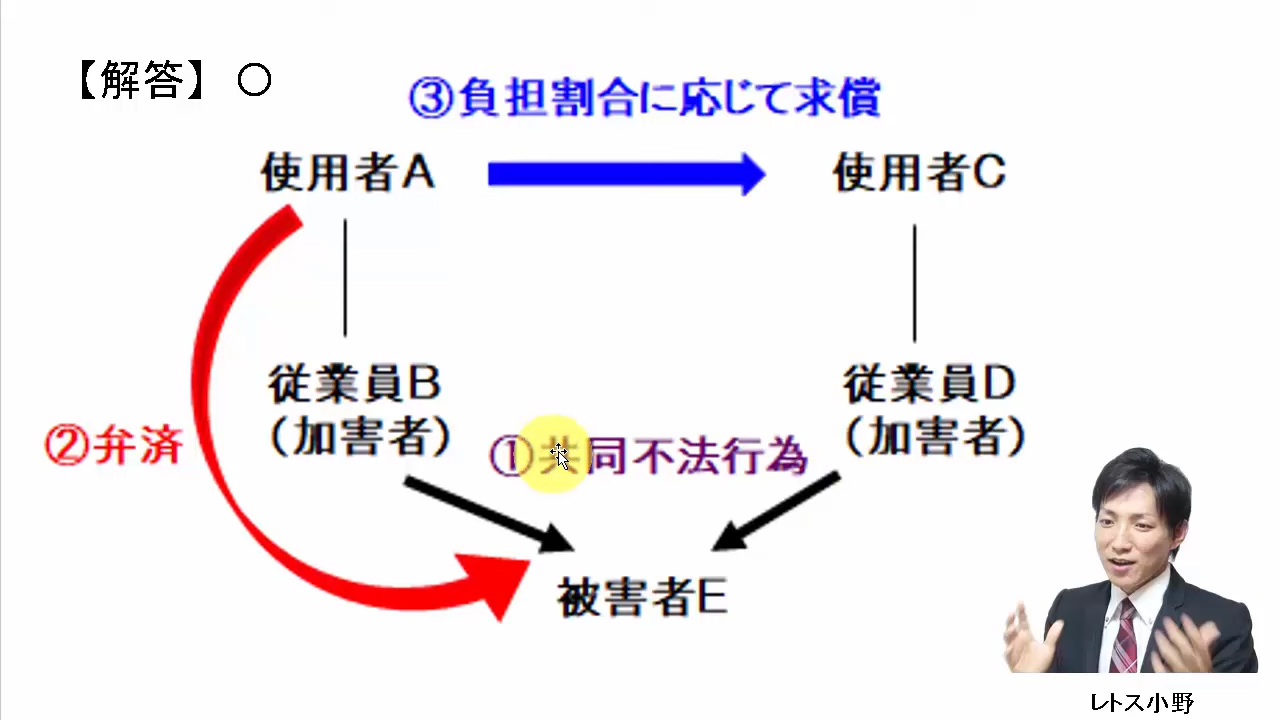 【解答】 ○
③負担割合に応じて求償
使用者A
使用者C
従業員B
（加害者）
従業員D
（加害者）
②弁済
①共同不法行為
被害者E
レトス小野